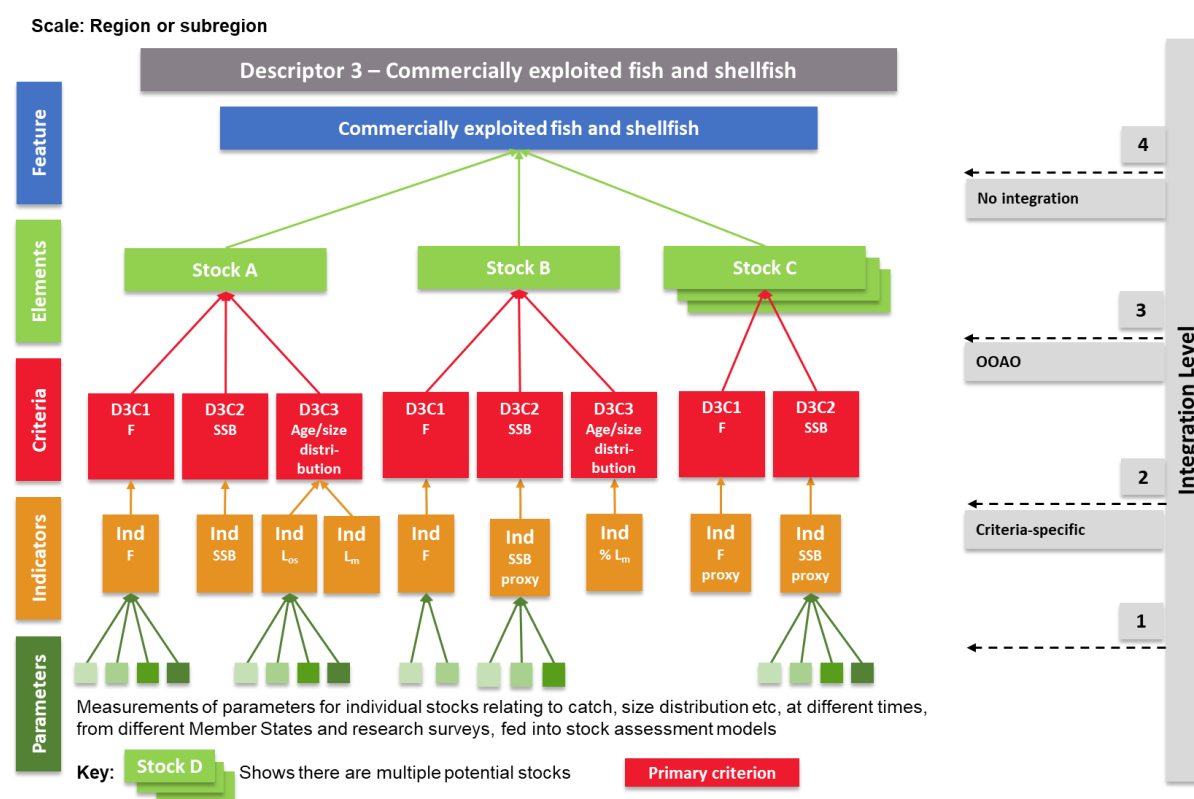 Scale: Region or subregion
Descriptor 3 – Commercially exploited fish and shellfish
Feature
Commercially exploited fish and shellfish
4
No integration
Elements
Stock A
Stock B
Stock C
3
OOAO
Integration Level
Criteria
D3C1
F
D3C2
SSB
D3C3
Age/size
distri-
bution
D3C1
F
D3C2
SSB
D3C3
Age/size
distri-
bution
D3C1
F
D3C2
SSB
2
Criteria-specific
Indicators
Ind
F
Ind
SSB
Ind
Los
Ind
Lm
Ind
F
Ind
SSB
proxy
Ind
% Lm
Ind
F
proxy
Ind
SSB
proxy
1
Parameters
Measurements of parameters for individual stocks relating to catch, size distribution etc, at different times,
from different Member States and research surveys, fed into stock assessment models
Key:
Stock D
Shows there are multiple potential stocks
Primary criterion